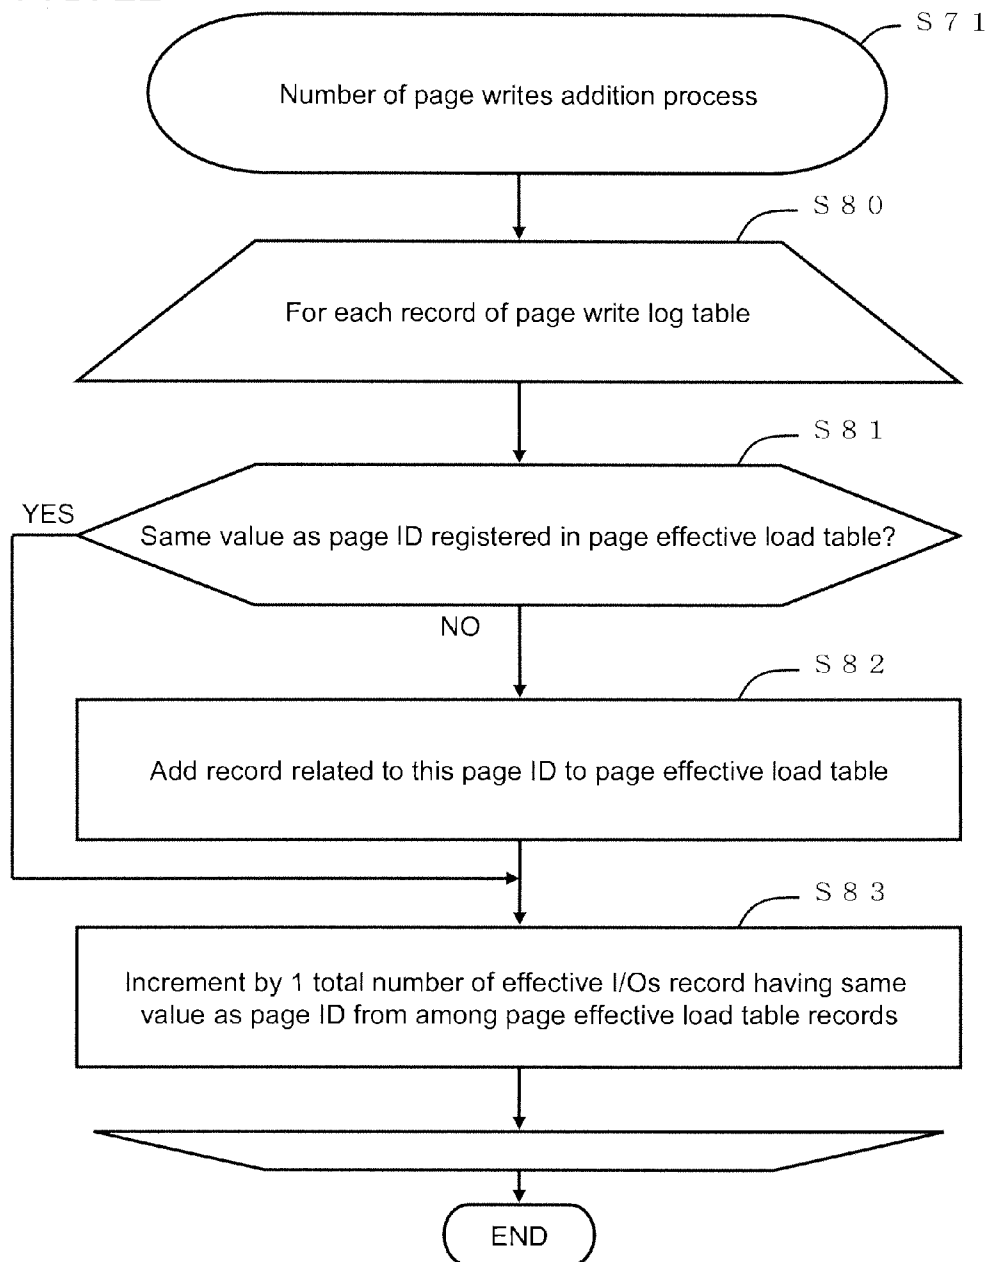 S71
Number of page writes addition process
S80
For each record of page write log table
S81
YES
Same value as page ID registered in page effective load table?
NO
S82
Add record related to this page ID to page effective load table
S83
Increment by 1 total number of effective I/Os record having same
value as page ID from among page effective load table records
END